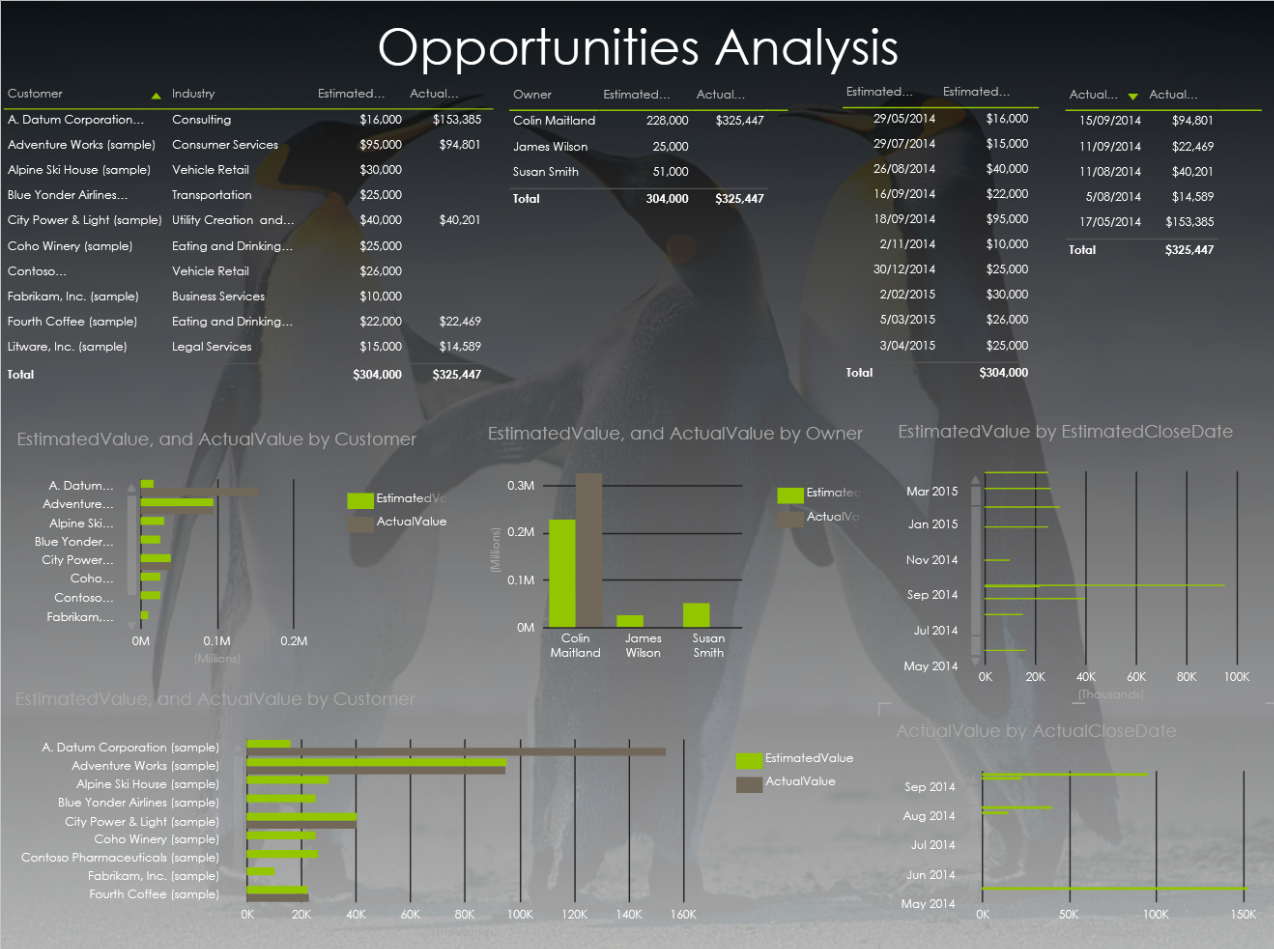 Opportunities Analysis
Customer Industry Estimated... Actual...
A. Datum Corporation... Consulting $16,000 $153,385
Adventure Works (sample) Consumer Services $95,000 $94,801
Alpine Ski House (sample) Vehicle Retail $30,000
Blue Yonder Airlines... Transportation $25,000
City Power & Light (sample) Utility Creation and... $40,000 $40,201
Coho Winery (sample) Eating and Drinking... $25,000
Contoso... Vehicle Retail $26,000
Fabrikam, Inc. (sample) Business Services $10,000
Fourth Coffee (sample) Eating and Drinking... $22,000 $22,469
Litware, Inc. (sample) Legal Services $15,000 $14,589
Total $304,000 $325,447
Owner Estimated... Actual...
Colin Maitland 228,000 $325,447
James Wilson 25,000
Susan Smith 51,000
Total 304,000 $325,447
Estimated... Estimated...
29/05/2014 $16,000
29/07/2014 $15,000
26/08/2014 $40,000
16/09/2014 $22,000
18/09/2014 $95,000
2/11/2014 $10,000
30/12/2014 $25,000
2/02/2015 $30,000
5/03/2015 $26,000
3/04/2015 $25,000
Total $304,000
Actual... Actual...
15/09/2014 $94,801
11/09/2014 $22,469
11/08/2014 $40,201
5/08/2014 $14,589
17/05/2014 $153,385
Total $325,447
EstimatedValue, and ActualValue by Customer
A. Datum...
Adventure...
Alpine Ski...
Blue Yonder...
City Power...
Coho...
Contoso...
Fabrikam,...
0M 0.1M 0.2M
(Millions)
EstimatedVa
ActualValue
EstimatedValue, and ActualValue by Owner
(Millions)
0.3M
0.2M
0.1M
0M
Colin Maitland
James Wilson
Susan Smith
Estimated
ActualVa
EstimatedValue by EstimatedCloseDate
Mar 2015
Jan 2015
Nov 2014
Sep 2014
Jul 2014
May 2014
0K 20K 40K 60K 80K 100K
(Thousands)
EstimatedValue, and ActualValue by Customer
A. Datum Corporation (sample)
Adventure Works (sample)
Alpine Ski House (sample)
Blue Yonder Airlines (sample)
City Power & Light (sample)
Coho Winery (sample)
Contoso Pharmaceuticals (sample)
Fabrikam, Inc. (sample)
Fourth Coffee (sample)
0K 20K 40K 60K 80K 100K 120K 140K 160K
EstimatedValue
ActualValue
ActualValue by ActualCloseDate
Sep 2014
Aug 2014
Jul 2014
Jun 2014
May 2014
0K 50K 100K 150K